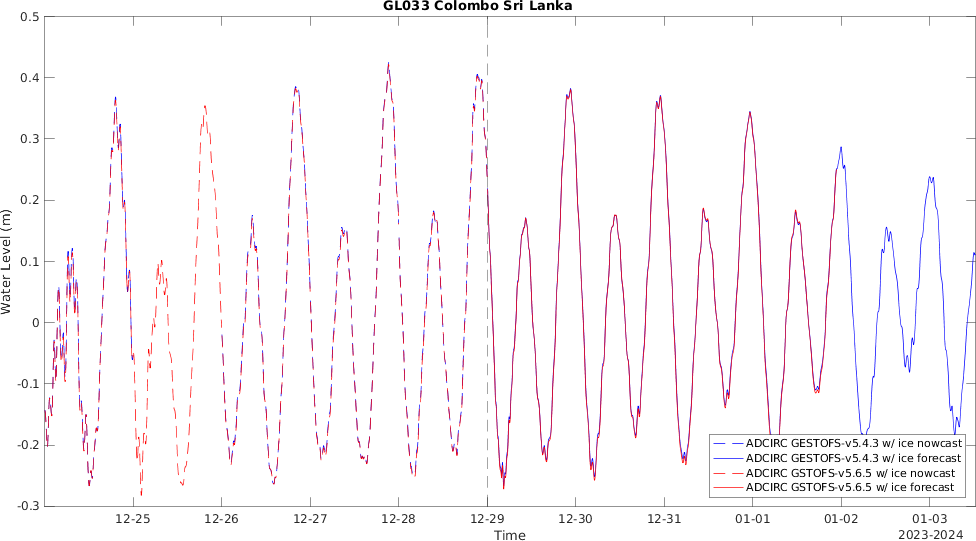 GL033 Colombo Sri Lanka
Water Level (m)
0.5
0.4
0.3
0.2
0.1
0
-0.1
-0.2
-0.3
ADCIRC GESTOFS-v5.4.3 w/ ice nowcast
ADCIRC GESTOFS-v5.4.3 w/ ice forecast
ADCIRC GSTOFS-v5.6.5 w/ ice nowcast
ADCIRC GSTOFS-v5.6.5 w/ ice forecast
12-25 12-26 12-27 12-28 12-29 12-30 12-31 01-01 01-02 01-03
Time
2023-2024